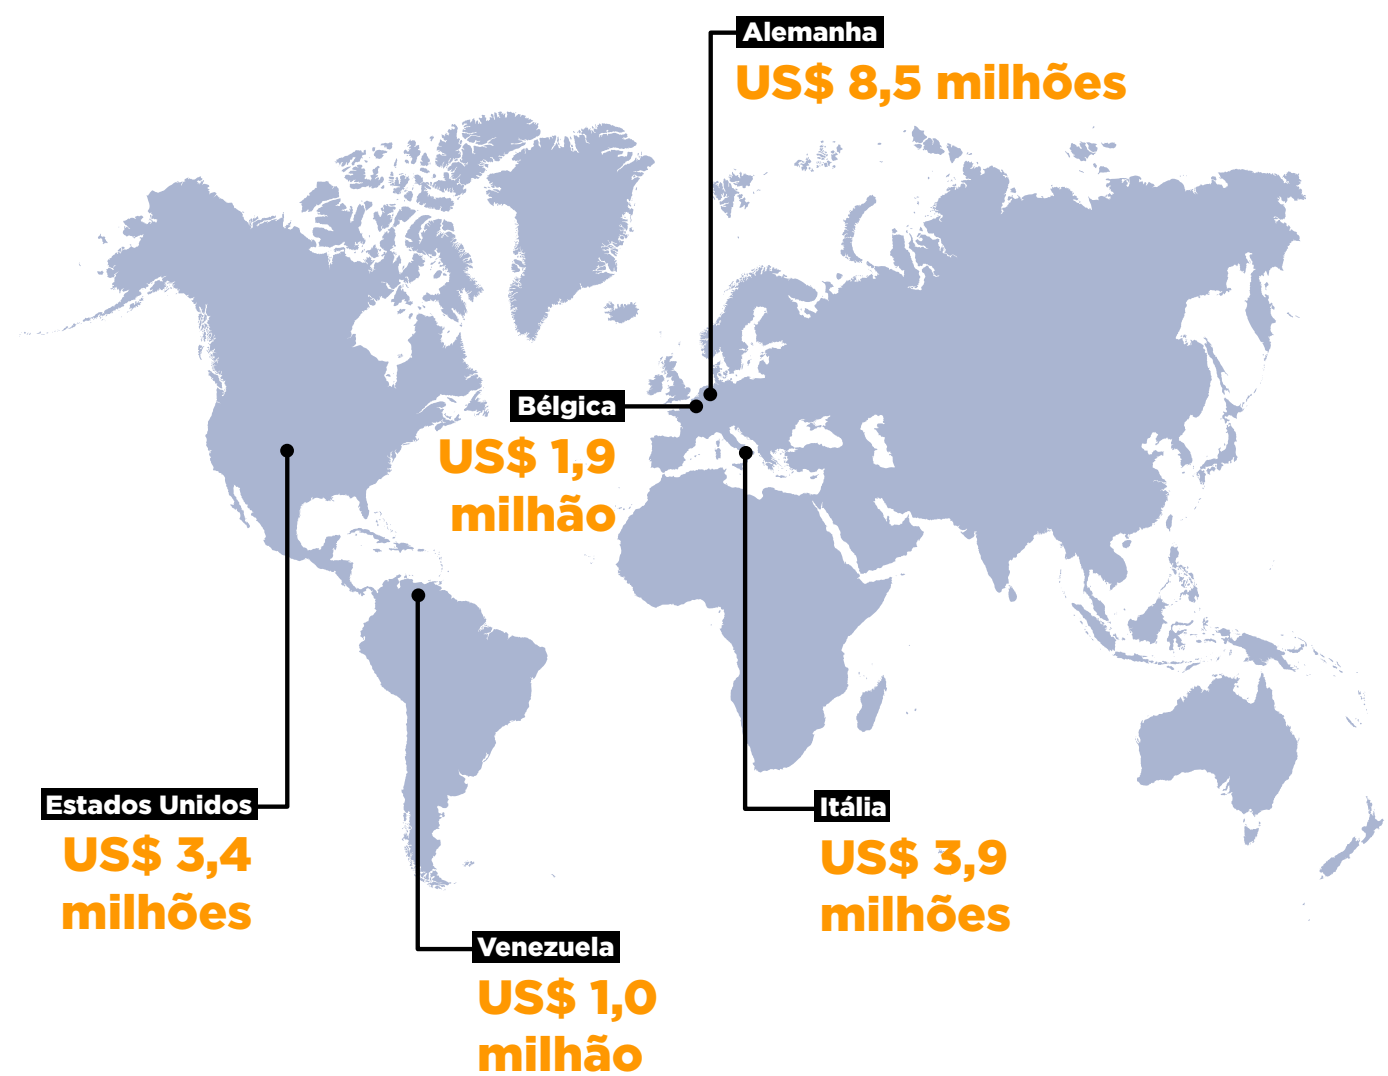 Alemanha
US$ 8,5 milhões
Bélgica
US$ 1,9
milhão
Estados Unidos
US$ 3,4
milhões
Itália
US$ 3,9
milhões
Venezuela
US$ 1,0
milhão